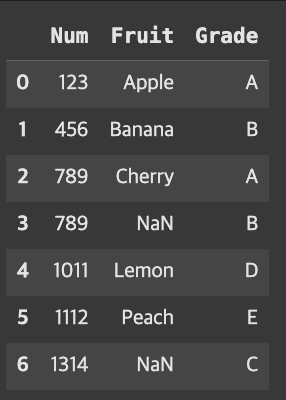 Num Fruit Grade
0 123 Apple A
1 456 Banana B
2 789 Cherry A
3 789 NaN B
4 1011 Lemon D
5 1112 Peach E
6 1314 NaN C